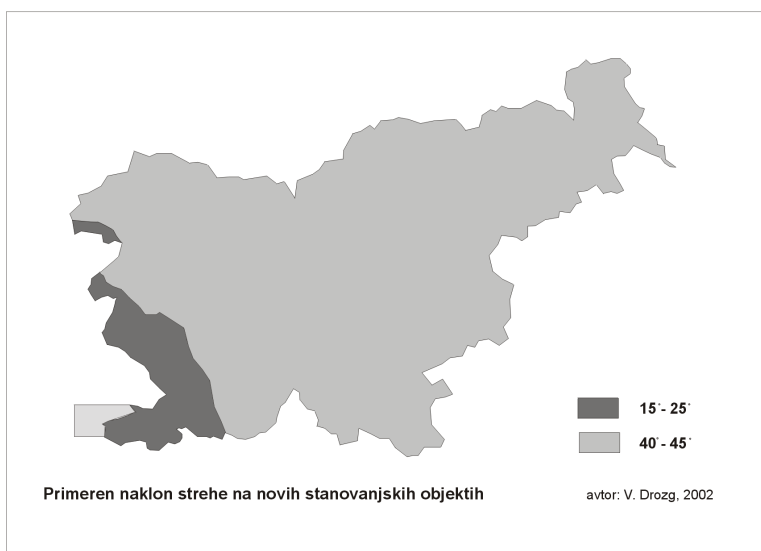 15°- 25°
40°- 45°
Primeren naklon strehe na novih stanovanjskih objektih
avtor: V. Drozg, 2002